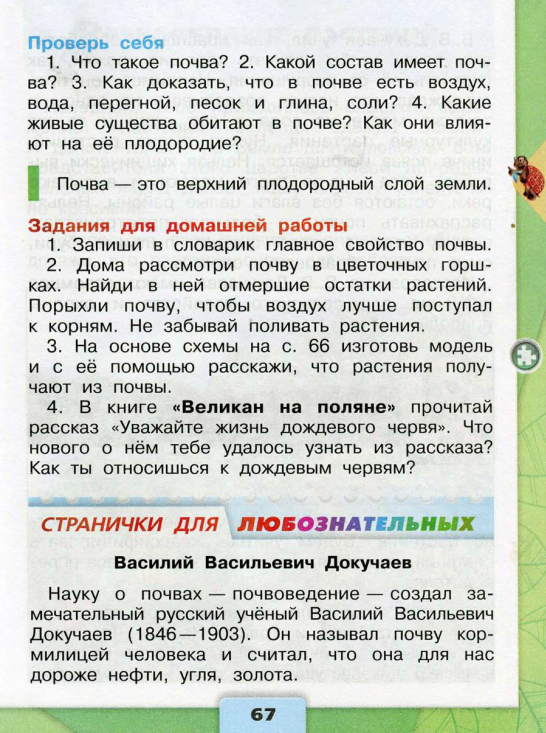 Проверь себя
1. Что такое почва? 2. Какой состав имеет поч-
ва? 3. Как доказать, что в почве есть воздух,
вода, перегной, песок и глина, соли? 4. Какие
живые существа обитают в почве? Как они влия-
ют на её плодородие?
Почва — это верхний плодородный слой земли.
Задания для домашней работы
1. Запиши в словарик главное свойство почвы.
2. Дома рассмотри почву в цветочных горш-
ках. Найди в ней отмершие остатки растений.
Порыхли почву, чтобы воздух лучше поступал
к корням. Не забывай поливать растения.
3. На основе схемы на с. 66 изготовь модель
и с её помощью расскажи, что растения полу-
чают из почвы.
4. В книге «Великан на поляне» прочитай
рассказ «Уважайте жизнь дождевого червя». Что
нового о нём тебе удалось узнать из рассказа?
Как ты относишься к дождевым червям?
СТРАНИЧКИ ДЛЯ ЛЮБОЗНАТЕЛЬНЫХ
Василий Васильевич Докучаев
Науку о почвах — почвоведение — создал за-
мечательный русский учёный Василий Васильевич
Докучаев (1846—1903). Он называл почву кор-
милицей человека и считал, что она для нас
дороже нефти, угля, золота.
67